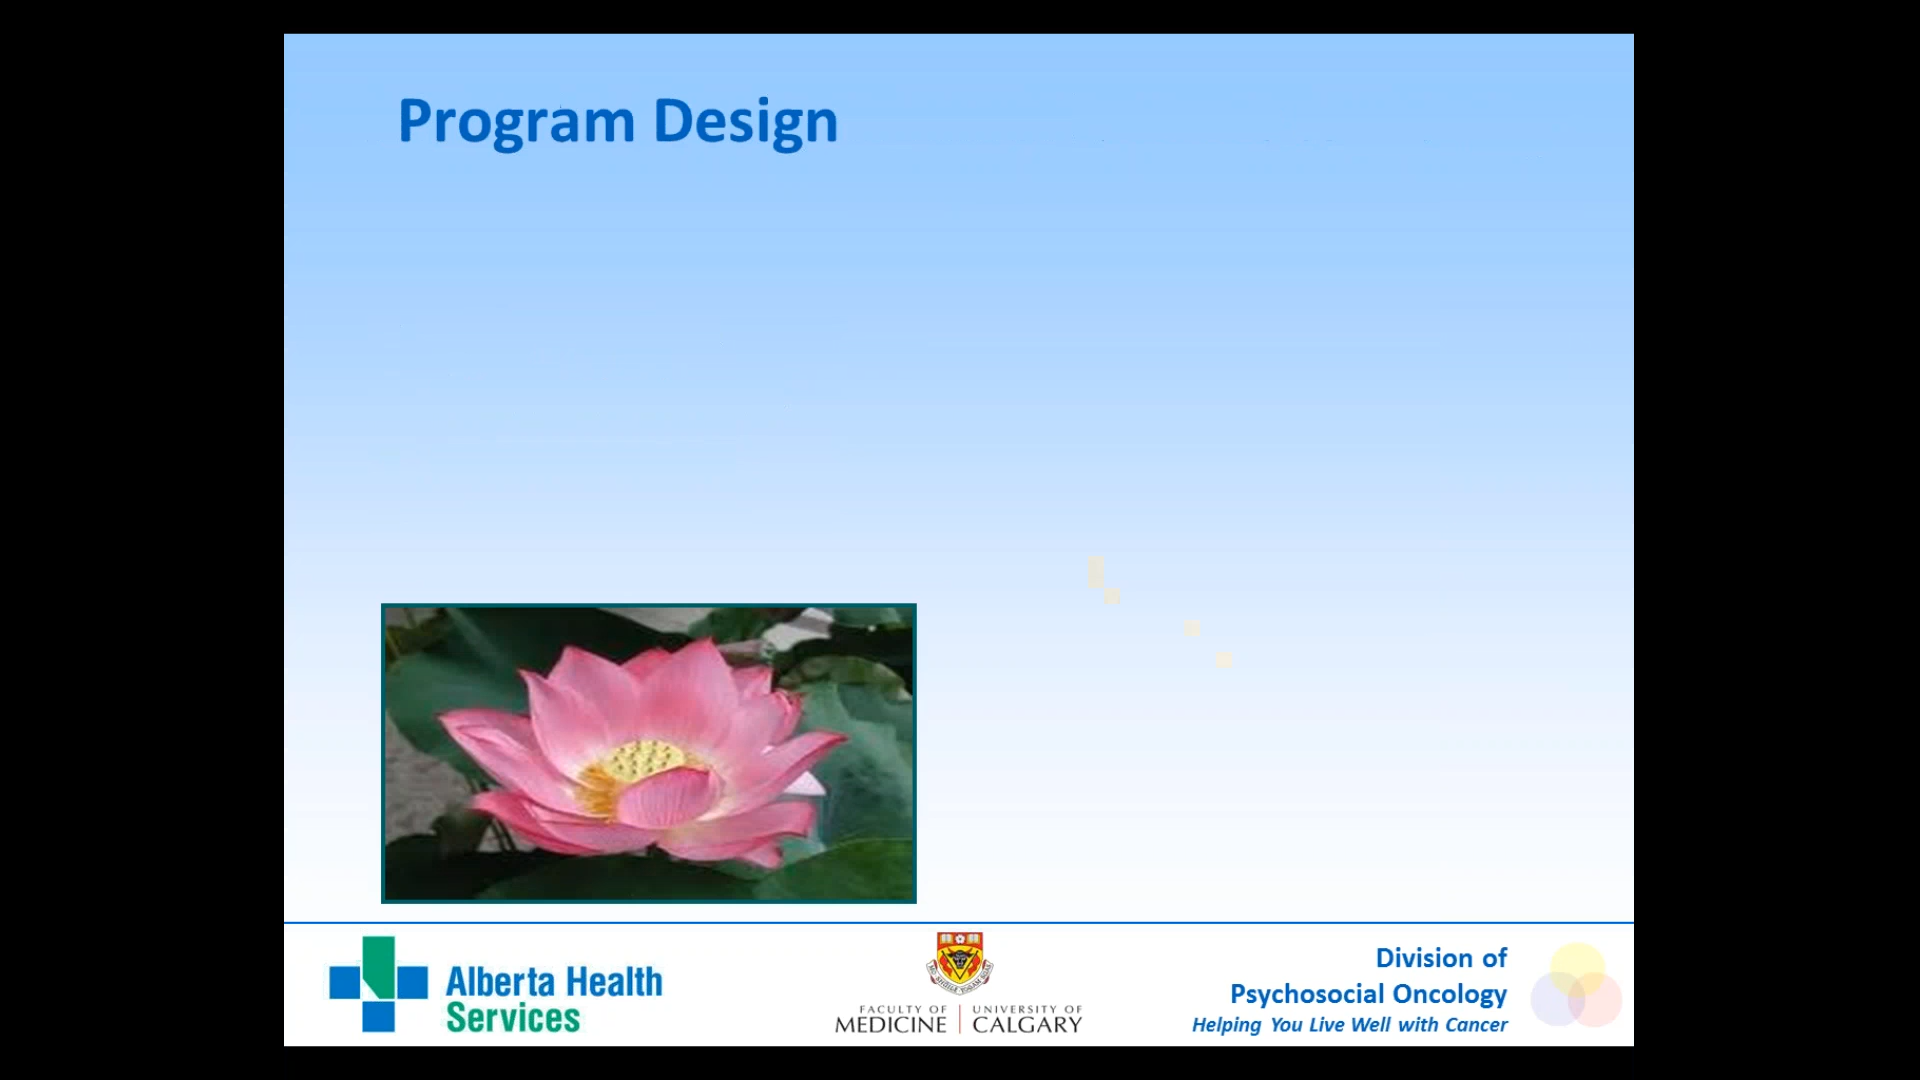 Program Design
Alberta Health
Services
FACULTY OF | UNIVERSITY OF
MEDICINE | CALGARY
Division of
Psychosocial Oncology
Helping You Live Well with Cancer